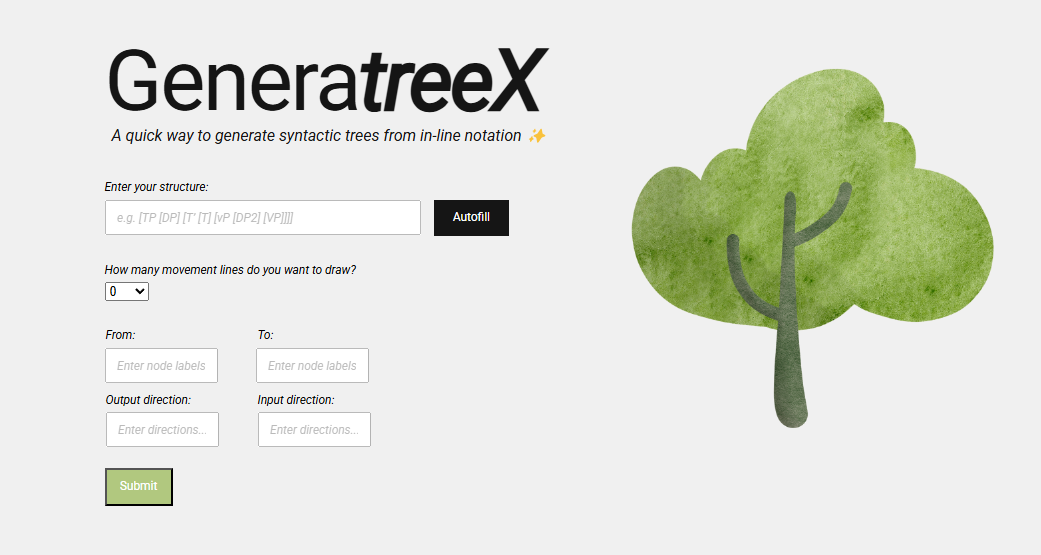 GeneratreeX
A quick way to generate syntactic trees from in-line notation ✨
Enter your structure:
e.g. [TP [DP] [T' [T] [vP [DP2] [VP]]]]
Autofill
How many movement lines do you want to draw?
0
From:
To:
Enter node labels
Enter node labels
Output direction:
Input direction:
Enter directions...
Enter directions...
Submit